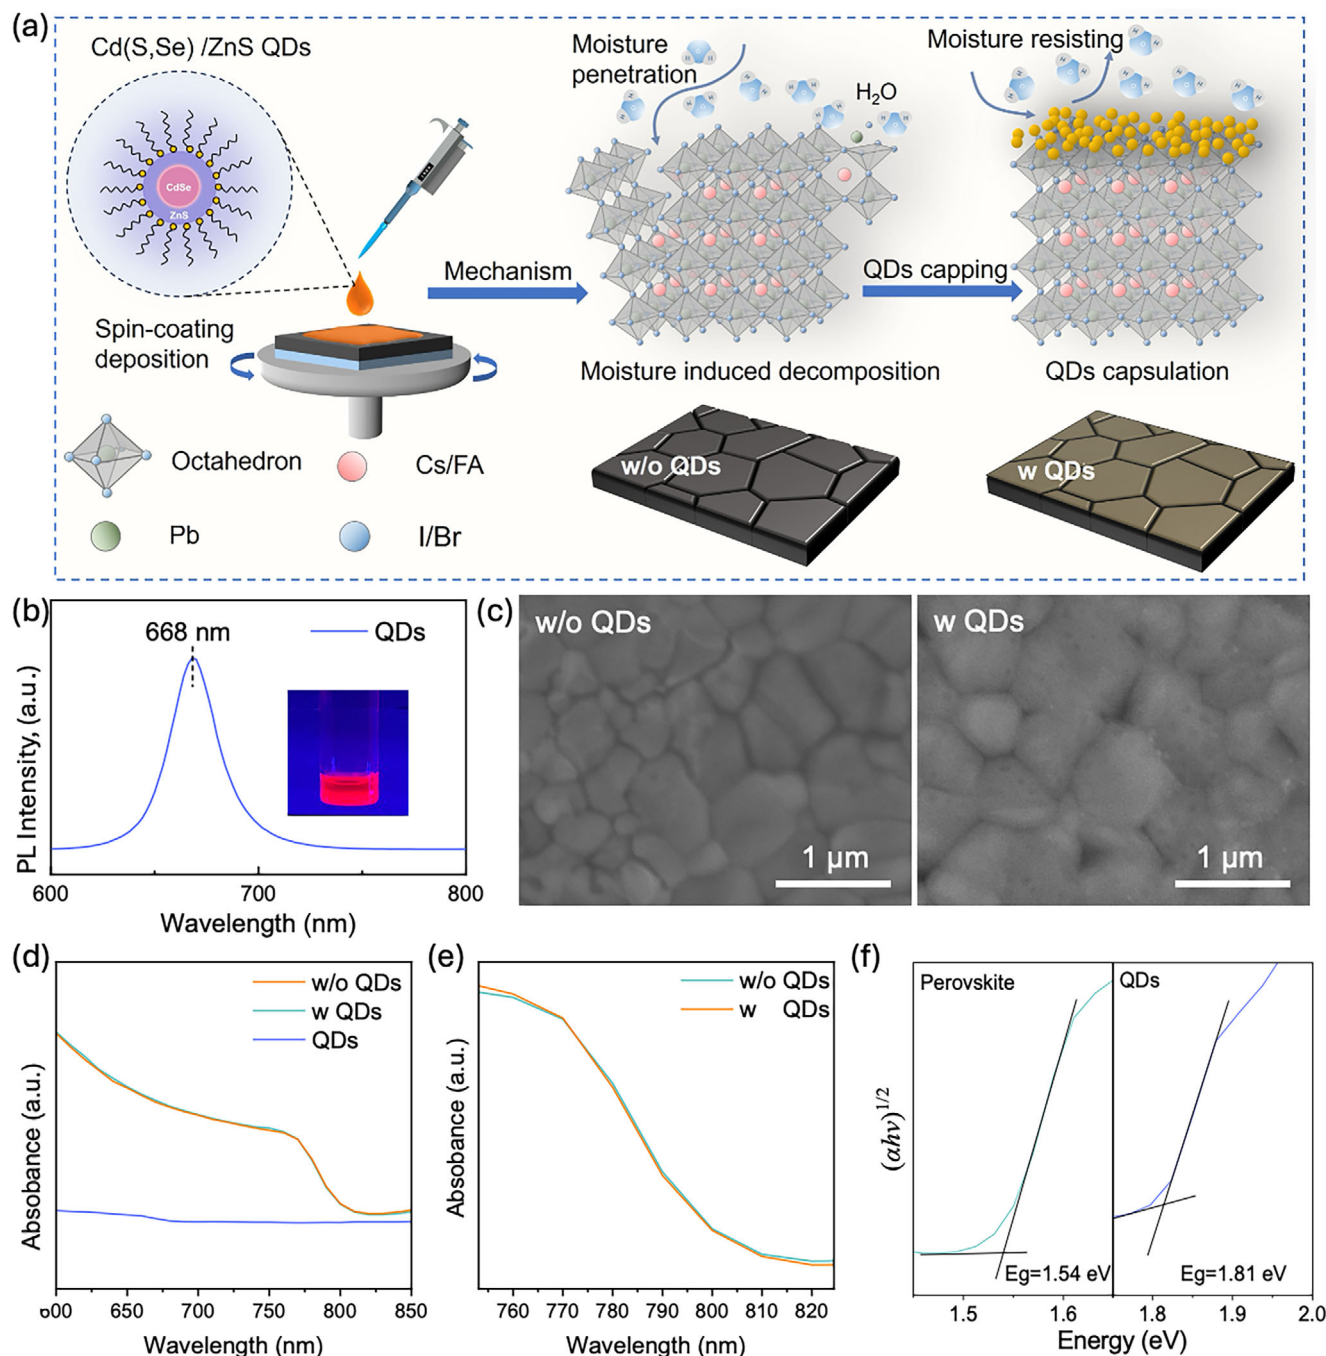 (a)
Cd(S,Se) /ZnS QDs
CdSe
ZnS
Spin-coating
deposition
Mechanism
Moisture
penetration
H2O
QDs capping
Moisture resisting
Moisture induced decomposition
QDs capsulation
Octahedron
Cs/FA
Pb
I/Br
w/o QDs
w QDs
(b)
668 nm
QDs
PL Intensity, (a.u.)
600
700
800
Wavelength (nm)
(c)
w/o QDs
1 μm
w QDs
1 μm
(d)
w/o QDs
w QDs
QDs
Absobance (a.u.)
600
650
700
750
800
850
Wavelength (nm)
(e)
w/o QDs
w QDs
Absobance (a.u.)
760
770
780
790
800
810
820
Wavelength (nm)
(f)
Perovskite
QDs
(αhν)1/2
Eg=1.54 eV
Eg=1.81 eV
1.5
1.6
1.8
1.9
2.0
Energy (eV)